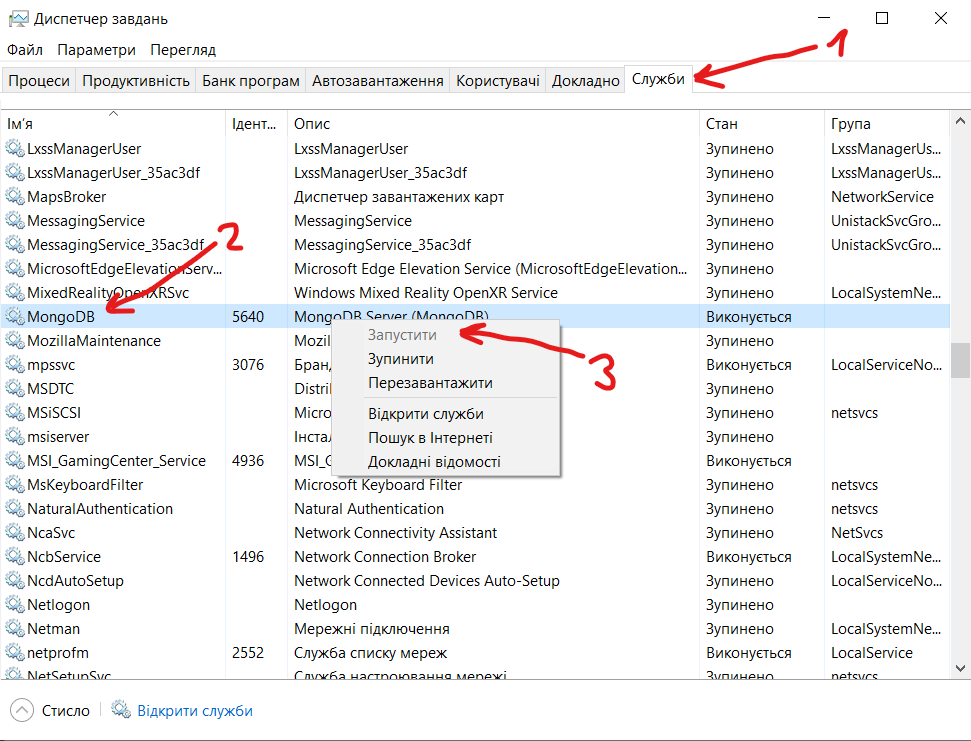 Диспетчер завдань
Файл Параметри Перегляд
1
Процеси Продуктивність Банк програм Автозавантаження Користувачі Докладно Служби
Ім'я Ідент... Опис Стан Група
LxssManagerUser LxssManagerUser Зупинено LxssManagerUs...
LxssManagerUser_35ac3df LxssManagerUser_35ac3df Зупинено LxssManagerUs...
MapsBroker Диспетчер завантажених карт Зупинено NetworkService
MessagingService MessagingService Зупинено UnistackSvcGro...
2
MessagingService_35ac3df MessagingService_35ac3df Зупинено UnistackSvcGro...
MicrosoftEdgeElevationServ... Microsoft Edge Elevation Service (MicrosoftEdgeElevation... Зупинено
MixedRealityOpenXRSvc Windows Mixed Reality OpenXR Service Зупинено LocalSystemNe...
MongoDB 5640 MongoDB Server (MongoDB) Виконується
Запустити
Зупинити
Перезавантажити
Відкрити служби
Пошук в Інтернеті
Докладні відомості
3
MozillaMaintenance Mozil Зупинено
mpssvc 3076 Бранд Виконується LocalServiceNo...
MSDTC Distri Зупинено
MSiSCSI Micro Зупинено netsvcs
msiserver Інстал Зупинено
MSI_GamingCenter_Service 4936 MSI_G Виконується
MsKeyboardFilter Microsoft Keyboard Filter Зупинено netsvcs
NaturalAuthentication Natural Authentication Зупинено netsvcs
NcaSvc Network Connectivity Assistant Зупинено NetSvcs
NcbService 1496 Network Connection Broker Виконується LocalSystemNe...
NcdAutoSetup Network Connected Devices Auto-Setup Зупинено LocalServiceNo...
Netlogon Netlogon Зупинено
Netman Мережні підключення Зупинено LocalSystemNe...
netprofm 2552 Служба списку мереж Виконується LocalService
NetSetupSvc Служба настроювання мережі Зупинено netsvcs
Стисло Відкрити служби